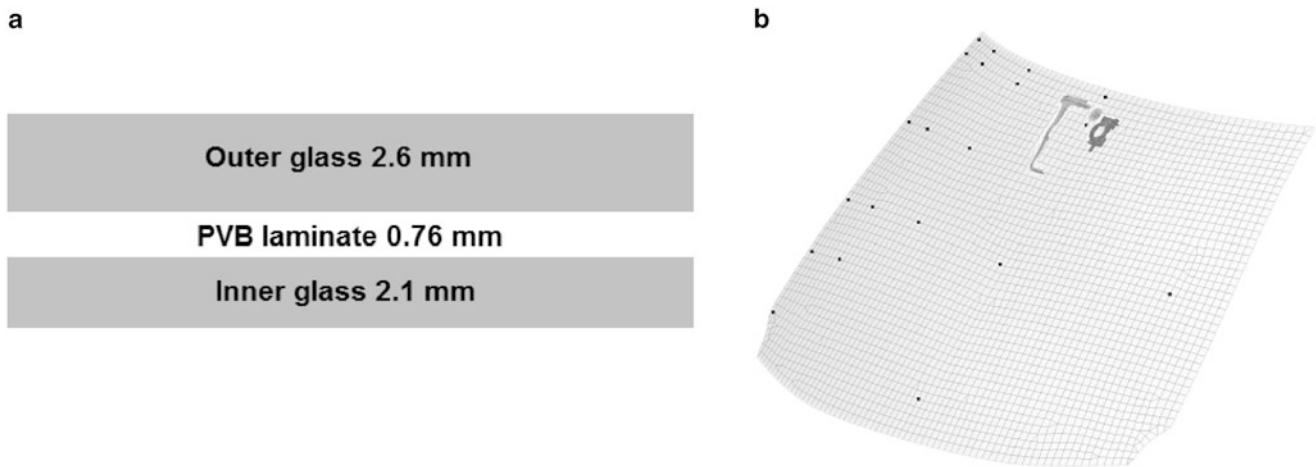 a
b
Outer glass 2.6 mm
PVB laminate 0.76 mm
Inner glass 2.1 mm